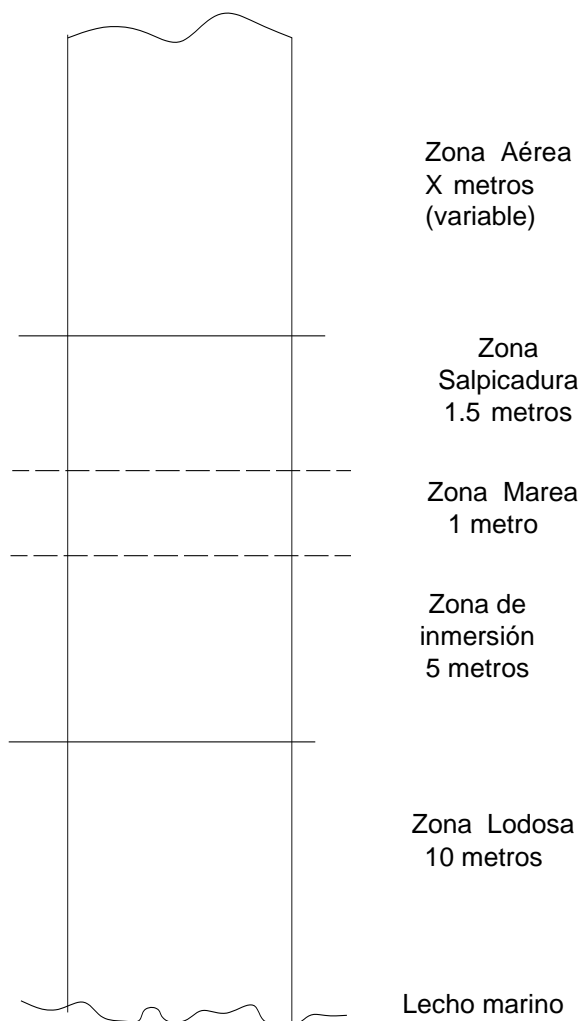 Zona Aérea
X metros
(variable)
Zona
Salpicadura
1.5 metros
Zona Marea
1 metro
Zona de
inmersión
5 metros
Zona Lodosa
10 metros
Lecho marino